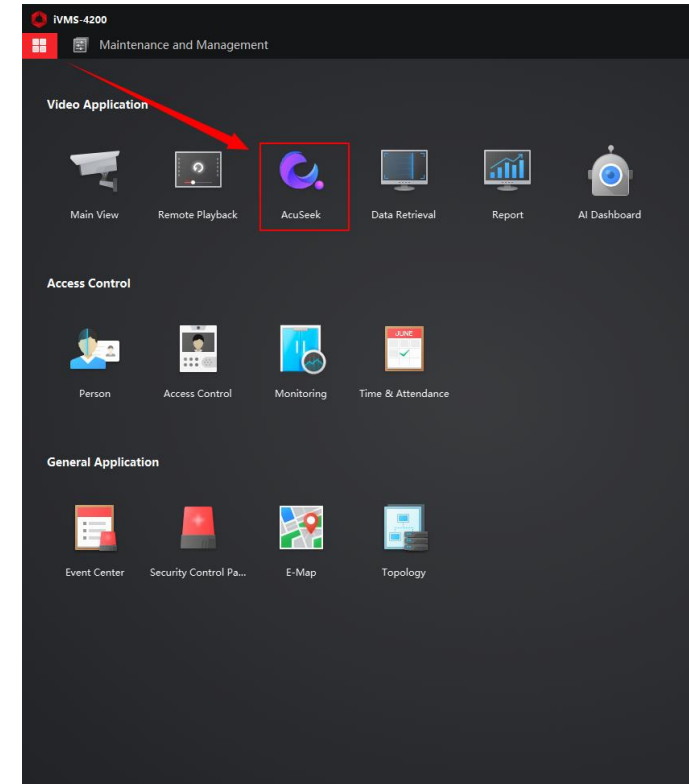 iVMS-4200
Maintenance and Management
Video Application
Main View
Remote Playback
AcuSeek
Data Retrieval
Report
AI Dashboard
Access Control
Person
Access Control
Monitoring
JUNE
Time & Attendance
General Application
Event Center
Security Control Pa...
E-Map
Topology